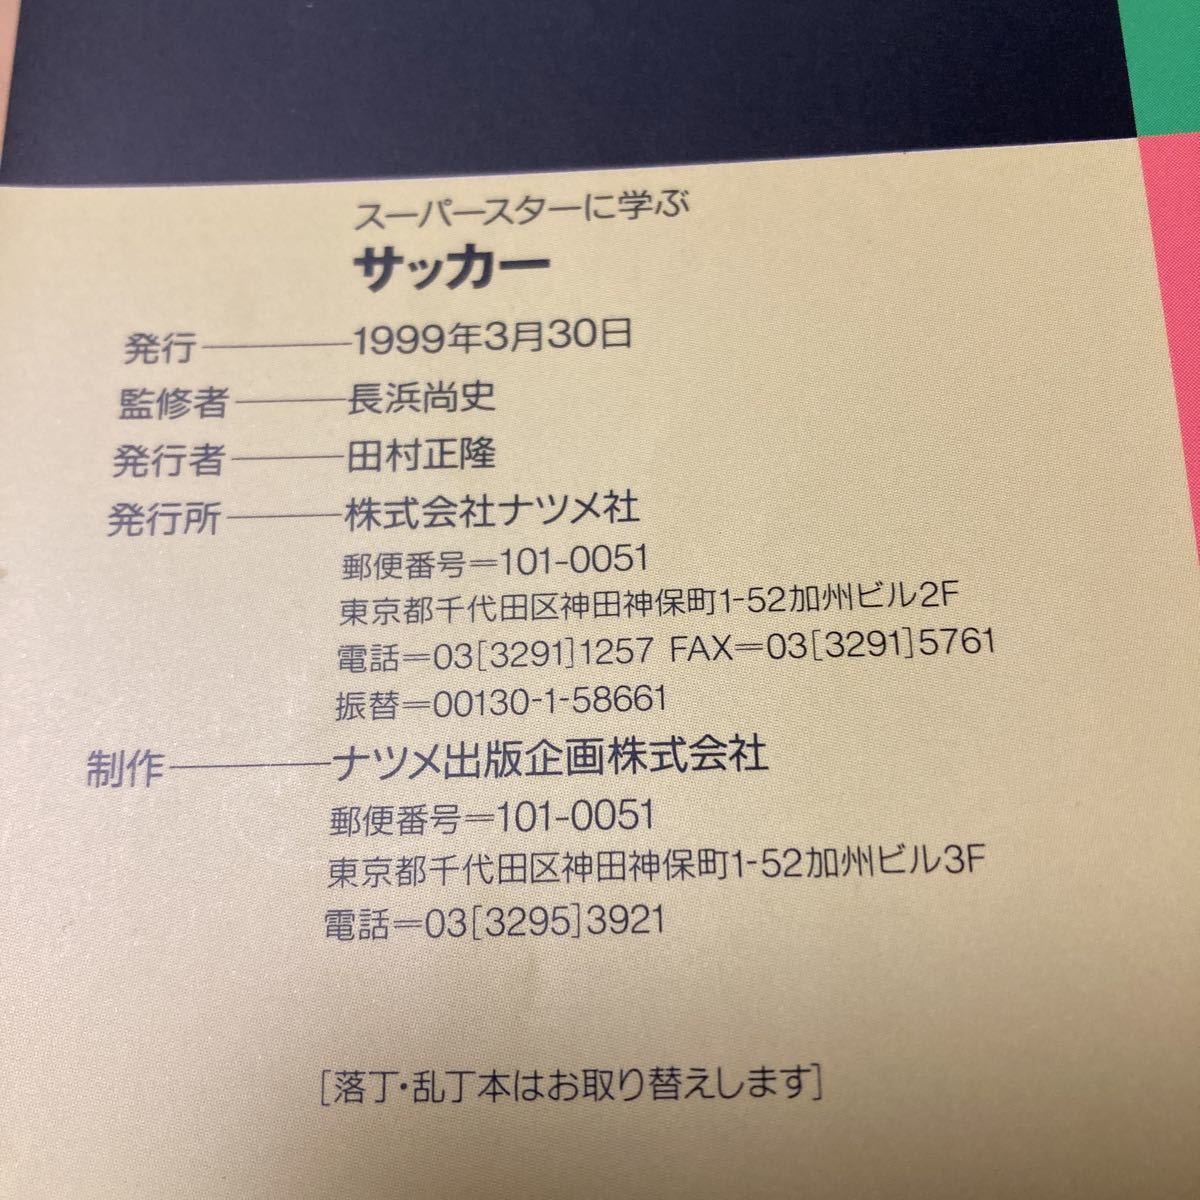 スーパースターに学ぶ
サッカー
発行――――1999年3月30日
監修者―――長浜尚史
発行者―――田村正隆
発行所―――株式会社ナツメ社
郵便番号=101-0051
東京都千代田区神田神保町1-52加州ビル2F
電話=03[3291]1257 FAX=03[3291]5761
振替=00130-1-58661
制作――――ナツメ出版企画株式会社
郵便番号=101-0051
東京都千代田区神田神保町1-52加州ビル3F
電話=03[3295]3921
[落丁・乱丁本はお取り替えします]